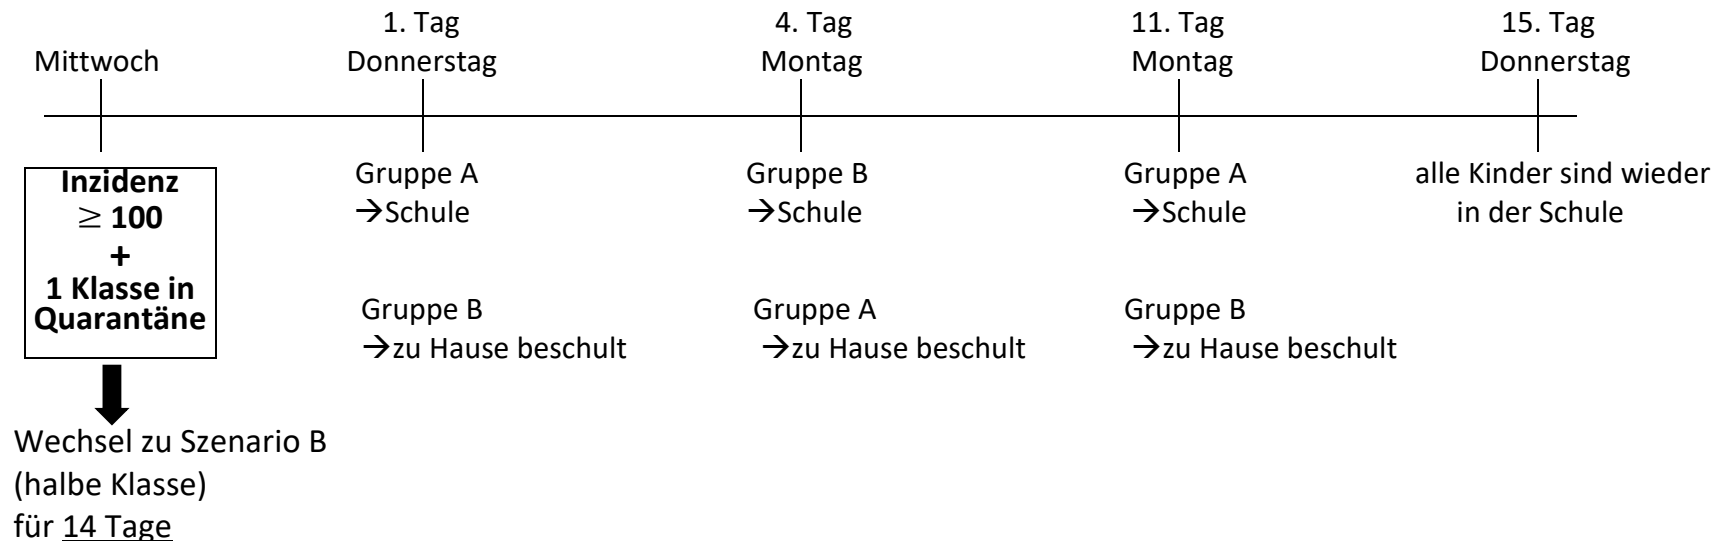 1. Tag
4. Tag
11. Tag
15. Tag
Mittwoch
Donnerstag
Montag
Montag
Donnerstag
Inzidenz
≥ 100
+
1 Klasse in
Quarantäne
Gruppe A
→Schule
Gruppe B
→Schule
Gruppe A
→Schule
alle Kinder sind wieder
in der Schule
Gruppe B
→zu Hause beschult
Gruppe A
→zu Hause beschult
Gruppe B
→zu Hause beschult
Wechsel zu Szenario B
(halbe Klasse)
für 14 Tage